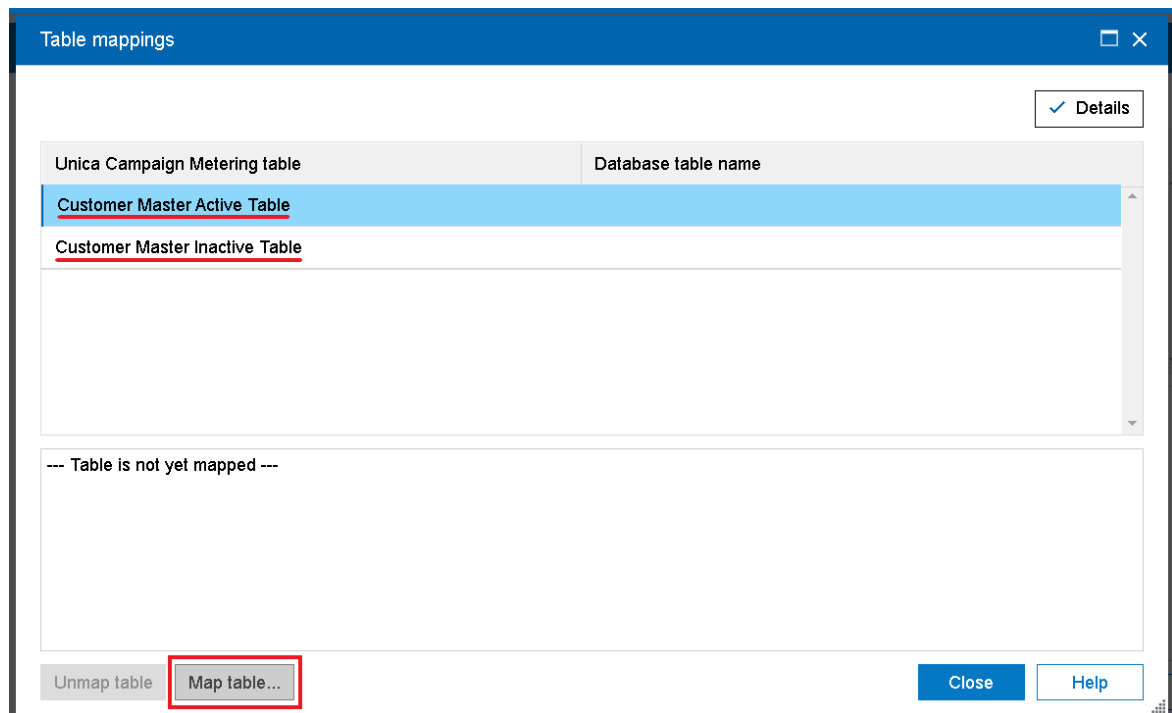 Table mappings
Details
Unica Campaign Metering table Database table name
Customer Master Active Table
Customer Master Inactive Table
--- Table is not yet mapped ---
Unmap table Map table... Close Help